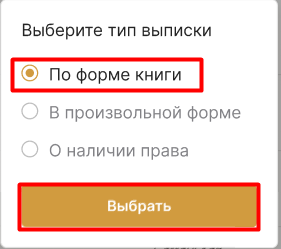 Выберите тип выписки
По форме книги
В произвольной форме
О наличии права
Выбрать